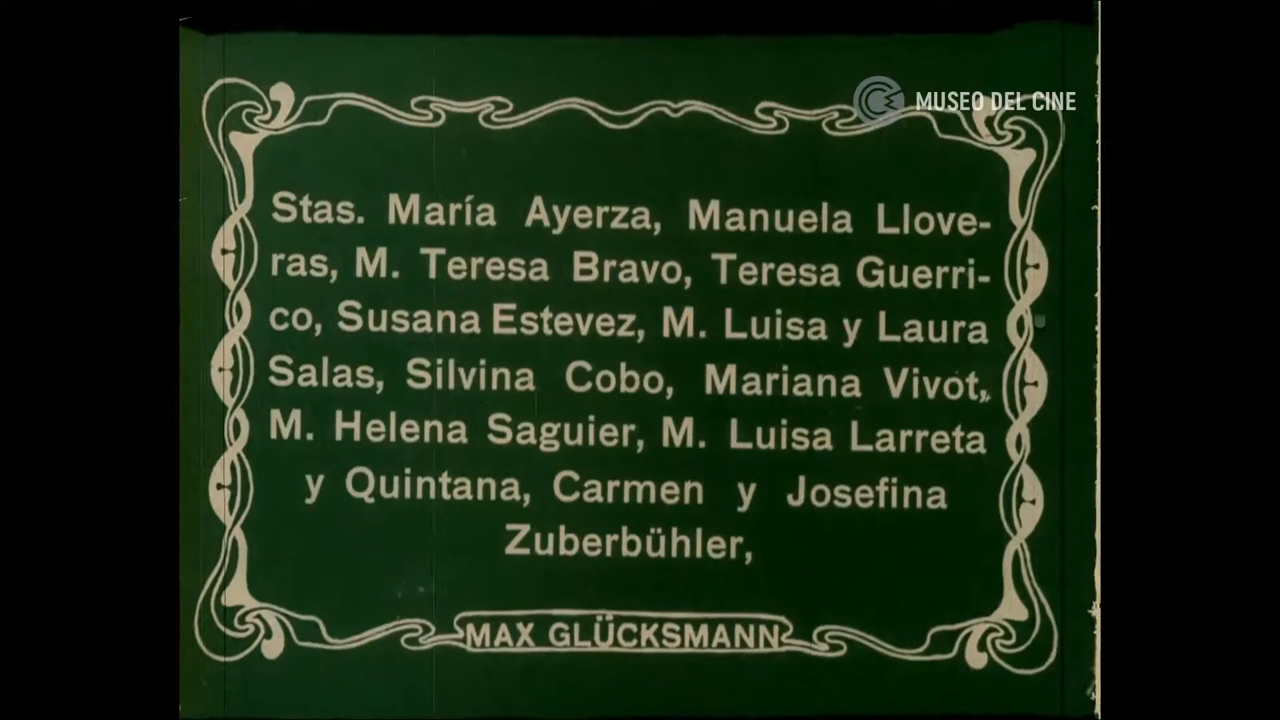 MUSEO DEL CINE
Stas. María Ayerza, Manuela Llove-
ras, M. Teresa Bravo, Teresa Guerri-
co, Susana Estevez, M. Luisa y Laura
Salas, Silvina Cobo, Mariana Vivot,
M. Helena Saguier, M. Luisa Larreta
y Quintana, Carmen y Josefina
Zuberbühler,
MAX GLÜCKSMANN